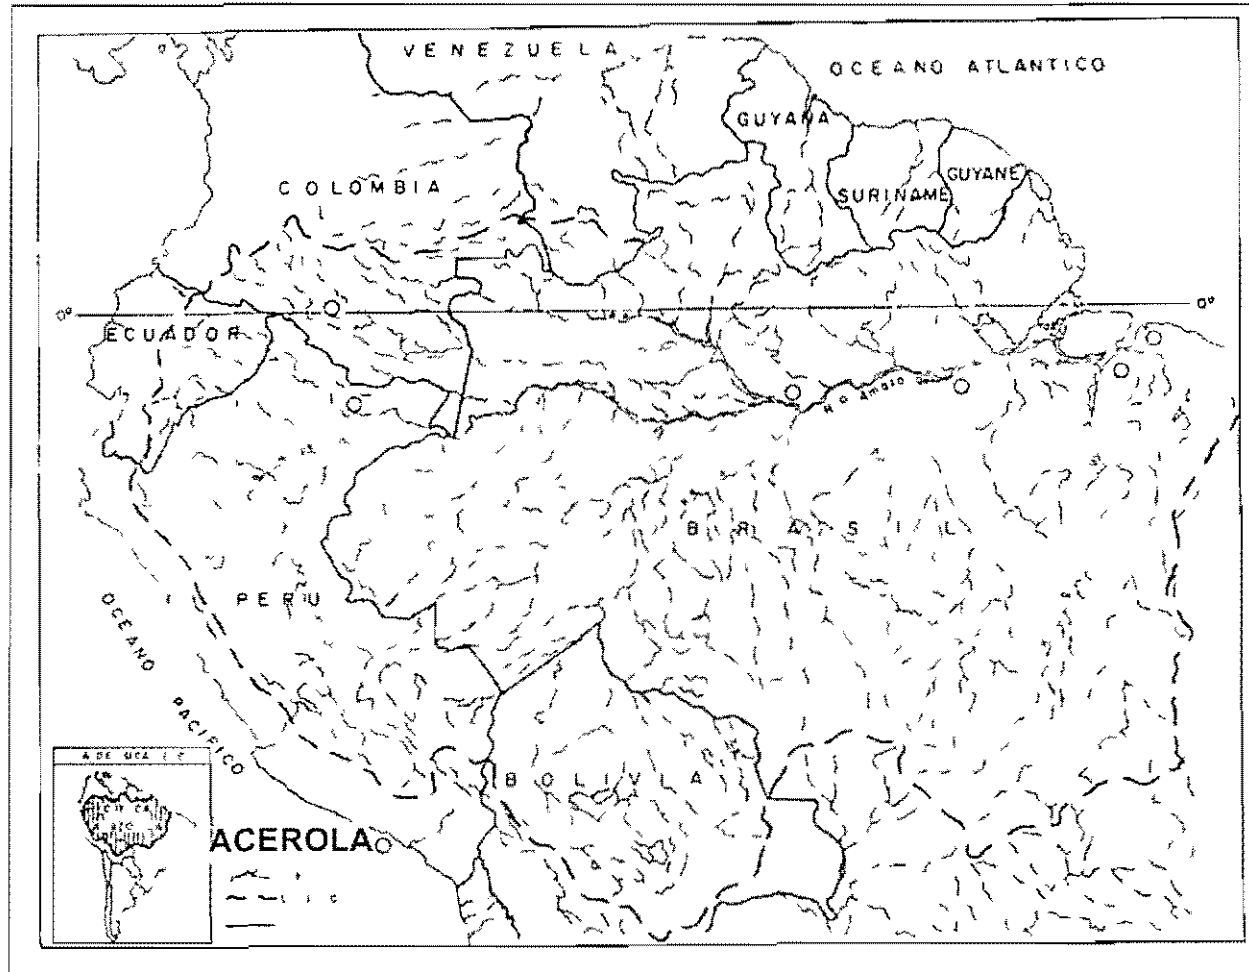 VENEZUELA
OCEANO ATLANTICO
GUYANA
GUYANE
COLOMBIA
SURINAME
0°
0°
ECUADOR
BRASIL
PERU
OCEANO PACIFICO
BOLIVIA
ACEROLA